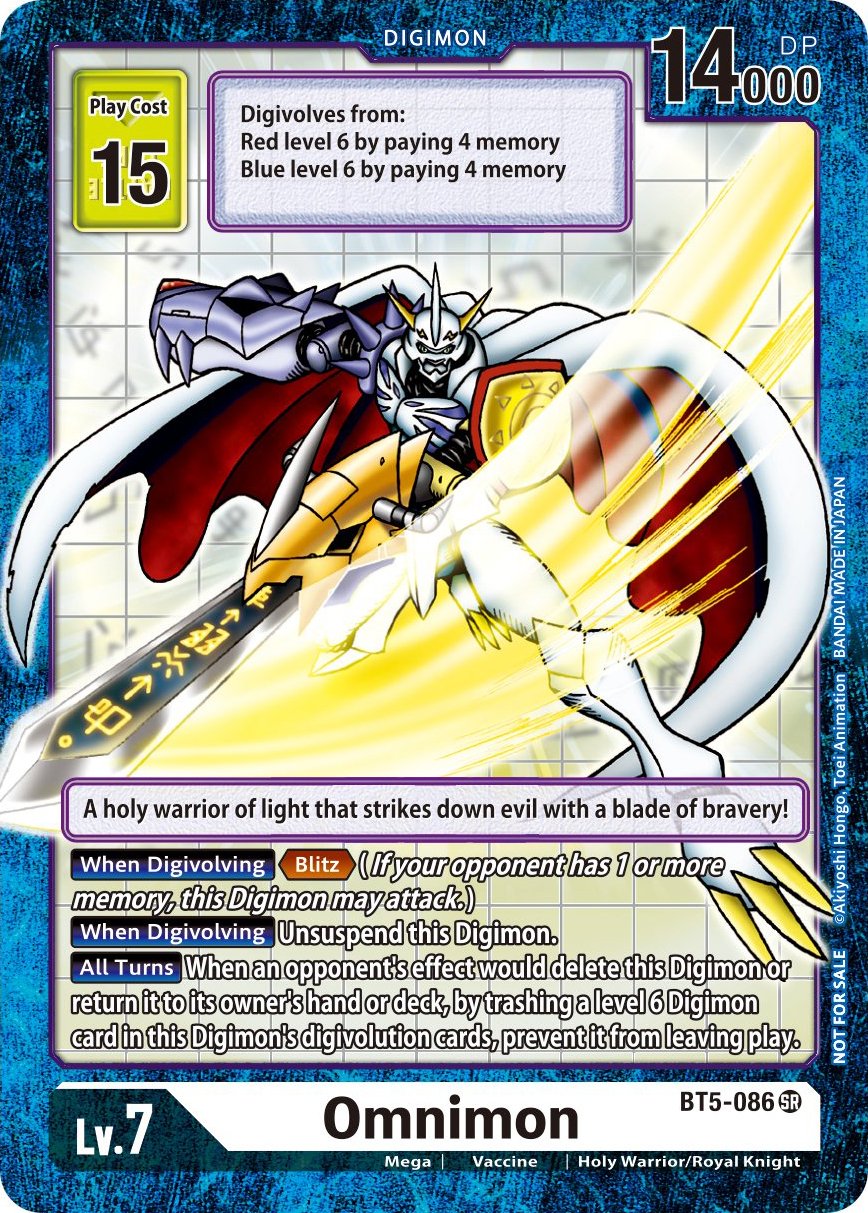 DIGIMON
DP
14000
Play Cost
15
Digivolves from:
Red level 6 by paying 4 memory
Blue level 6 by paying 4 memory
A holy warrior of light that strikes down evil with a blade of bravery!
When Digivolving Blitz (If your opponent has 1 or more
memory, this Digimon may attack.)
When Digivolving Unsuspend this Digimon.
All Turns When an opponent's effect would delete this Digimon or
return it to its owner's hand or deck, by trashing a level 6 Digimon
card in this Digimon's digivolution cards, prevent it from leaving play.
NOT FOR SALE ©Akiyoshi Hongo, Toei Animation BANDAI MADE IN JAPAN
Lv.7
Omnimon
BT5-086 SR
Mega | Vaccine | Holy Warrior/Royal Knight